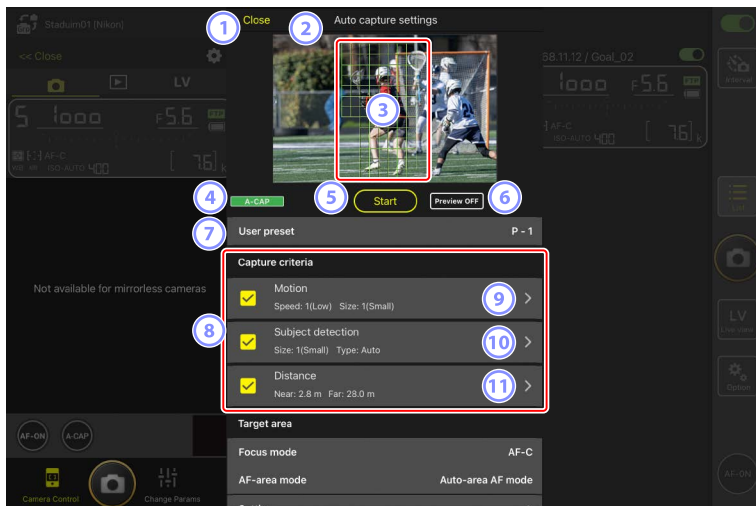 1
Close
2
Auto capture settings
Staduim01 [Nikon]
<< Close
68.11.12 / Goal_02
Interval
LV
5 1000 F5.6
AF-C
ISO-AUTO 400 [ 76] k
1000 F5.6
AF-C
ISO-AUTO 400 [ 76] k
3
4
A-CAP
5
Start
Preview OFF
6
7
User preset P - 1
List
Capture criteria
8
Motion
Speed: 1(Low) Size: 1(Small)
9
Subject detection
Size: 1(Small) Type: Auto
10
Distance
Near: 2.8 m Far: 28.0 m
11
Not available for mirrorless cameras
LV
Live view
Option
Target area
Focus mode AF-C
AF-area mode Auto-area AF mode
AF-ON
A-CAP
Camera Control
Change Params
AF-ON